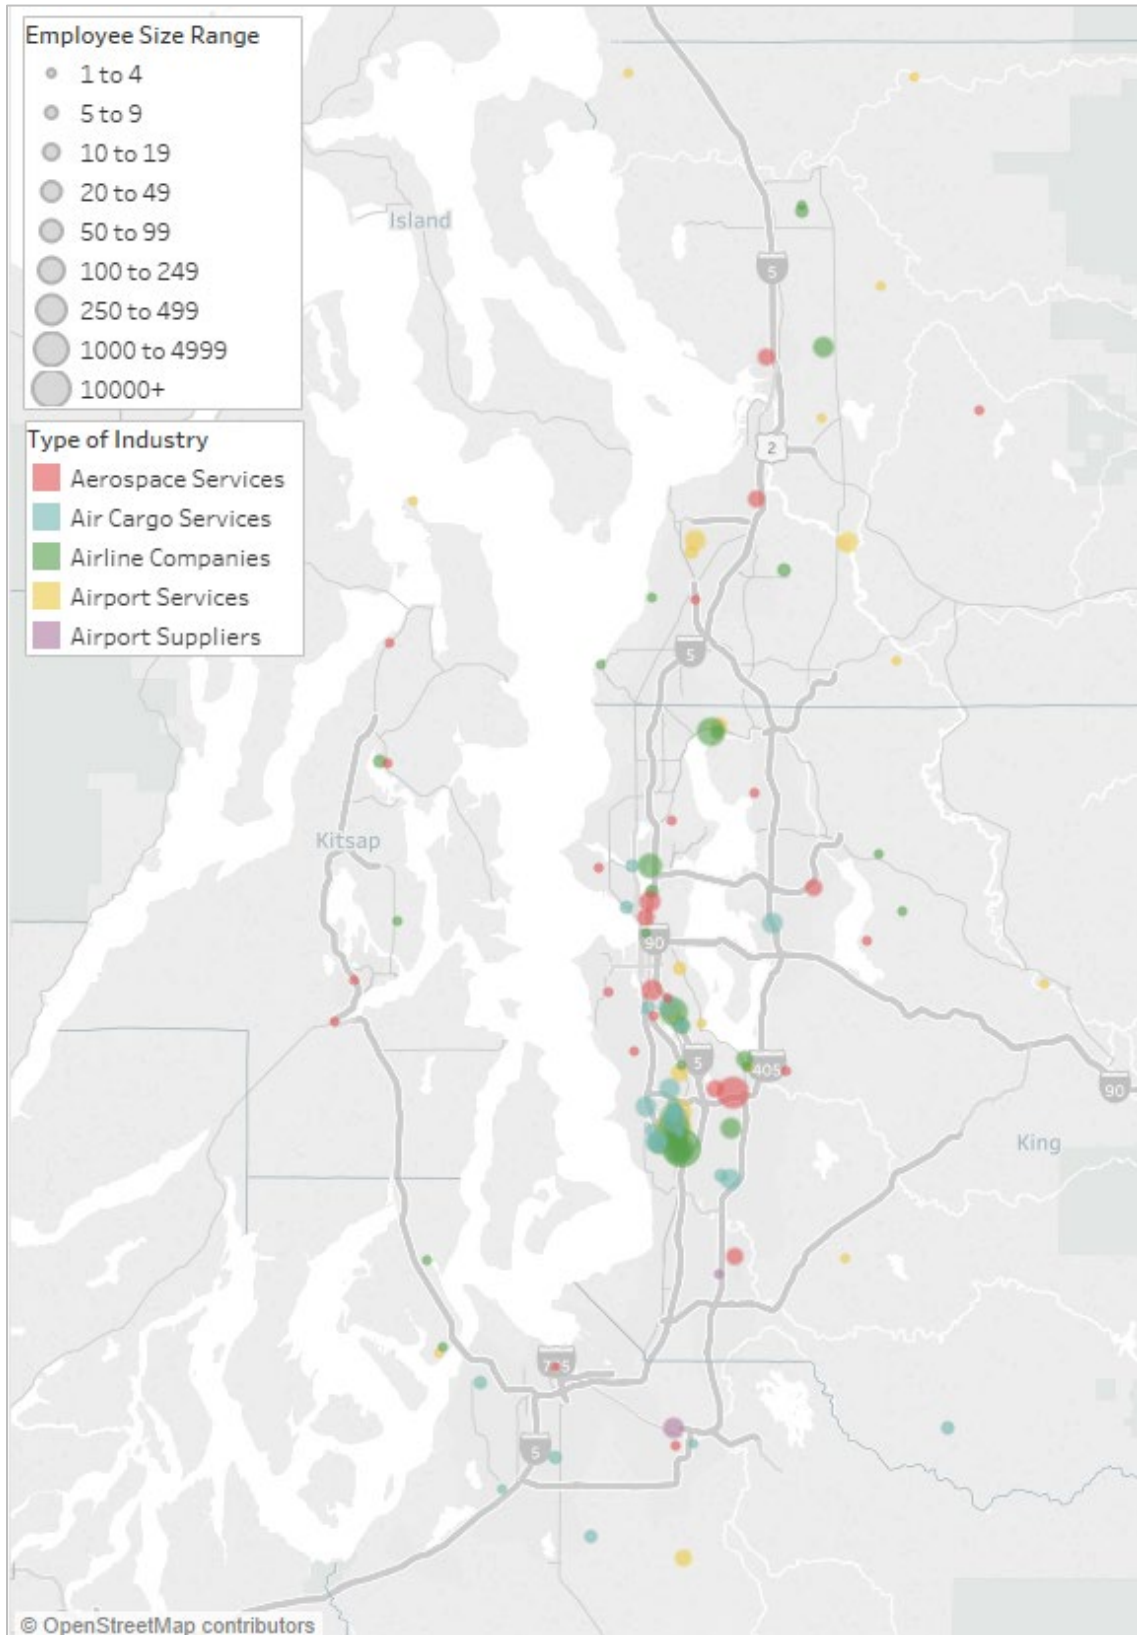 Employee Size Range
1 to 4
5 to 9
10 to 19
20 to 49
50 to 99
100 to 249
250 to 499
1000 to 4999
10000+
Type of Industry
Aerospace Services
Air Cargo Services
Airline Companies
Airport Services
Airport Suppliers
Island
5
2
5
Kitsap
90
5
405
90
King
5
© OpenStreetMap contributors